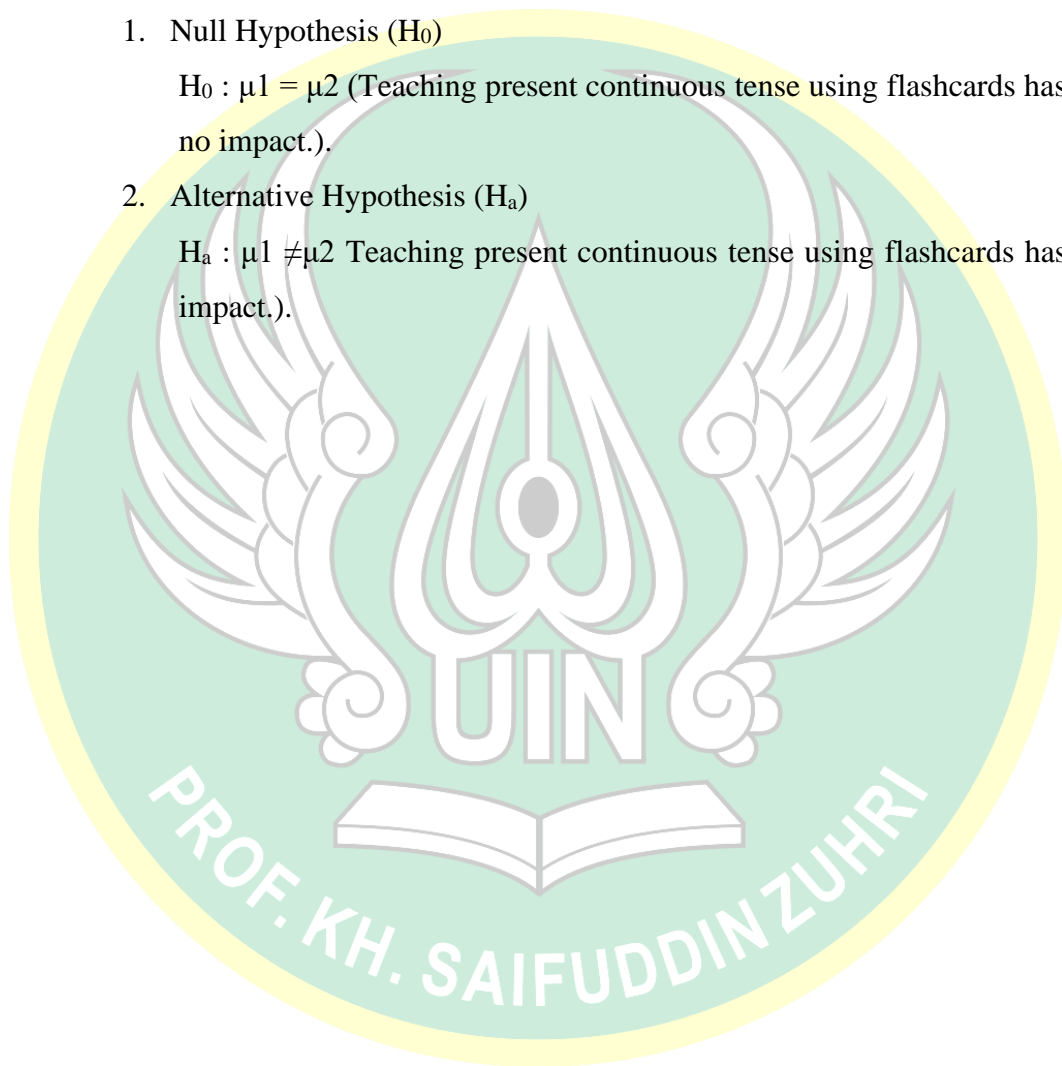 1. Null Hypothesis (H₀)
H₀ : μ1 = μ2 (Teaching present continuous tense using flashcards has
no impact.).
2. Alternative Hypothesis (Hₐ)
Hₐ : μ1 ≠μ2 Teaching present continuous tense using flashcards has
impact.).
UIN
PROF. KH. SAIFUDDIN ZUHRI